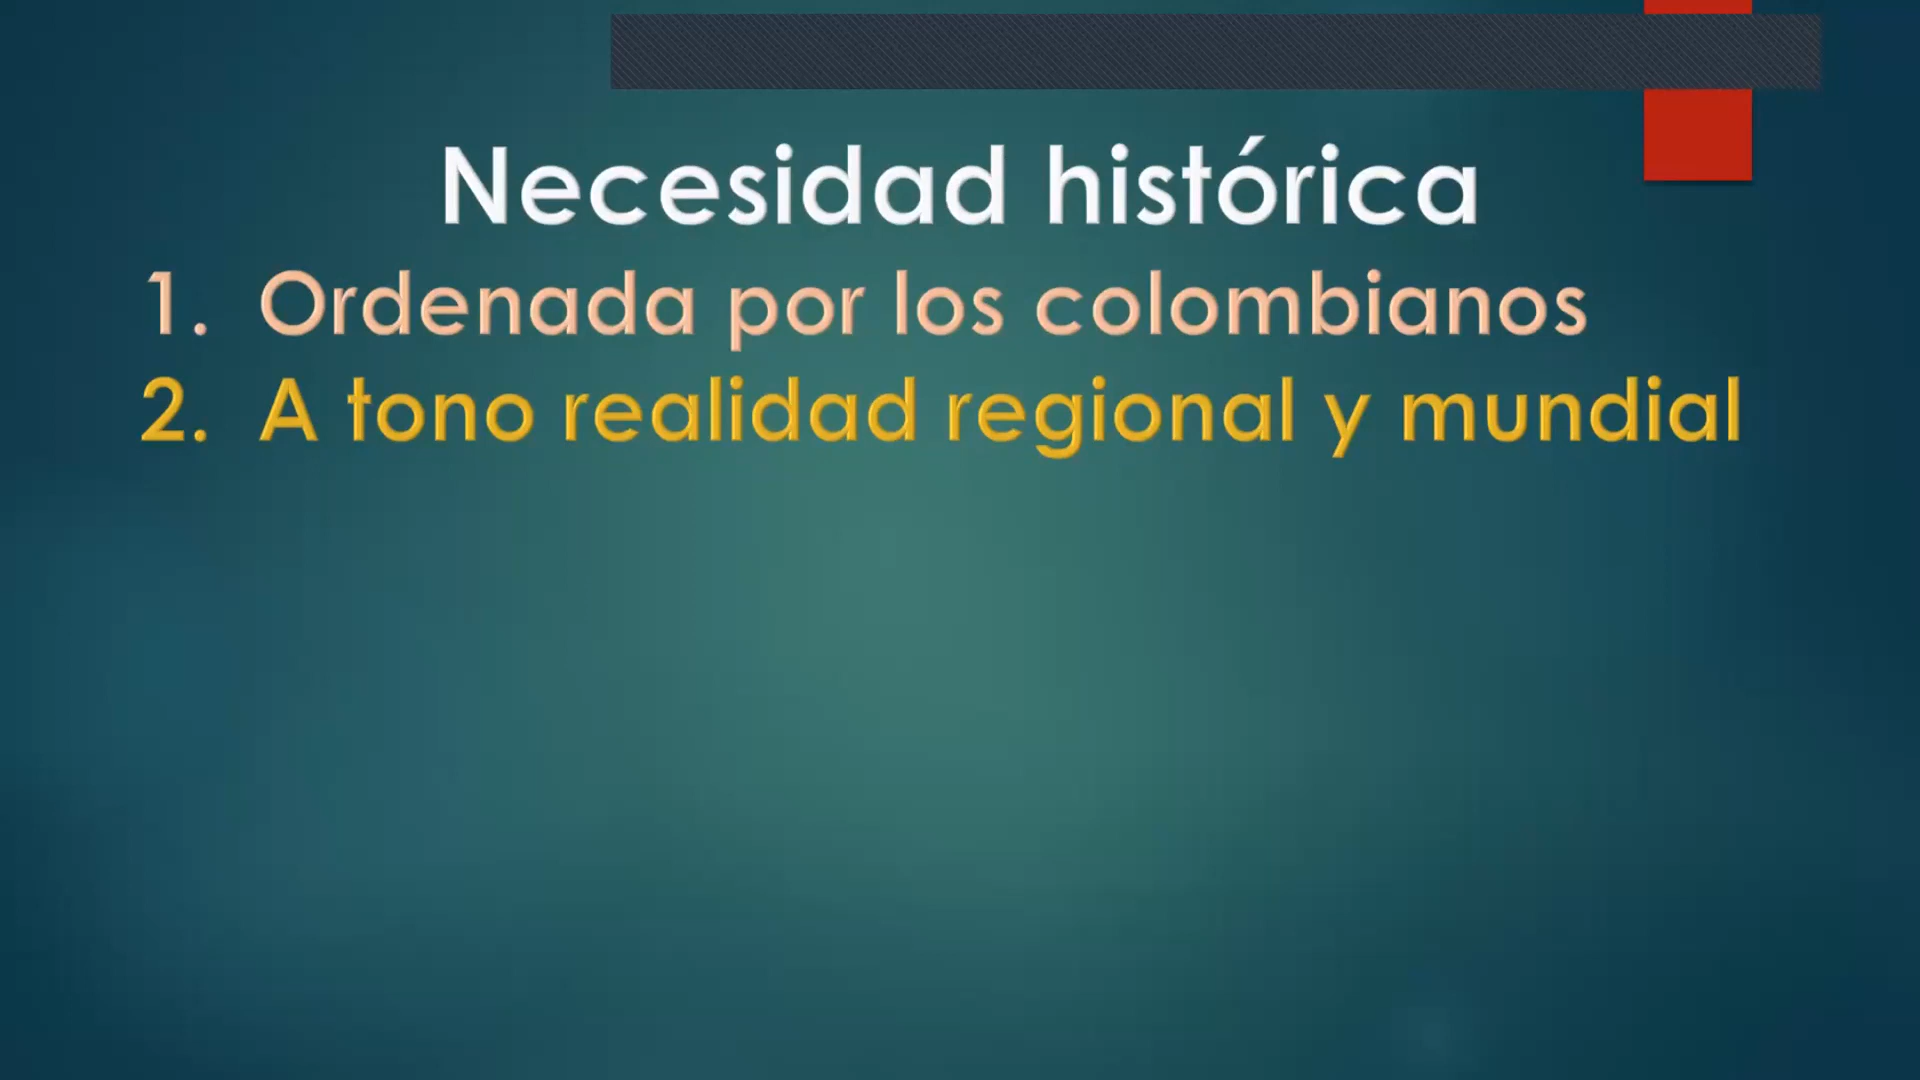 Necesidad histórica
1. Ordenada por los colombianos
2. A tono realidad regional y mundial